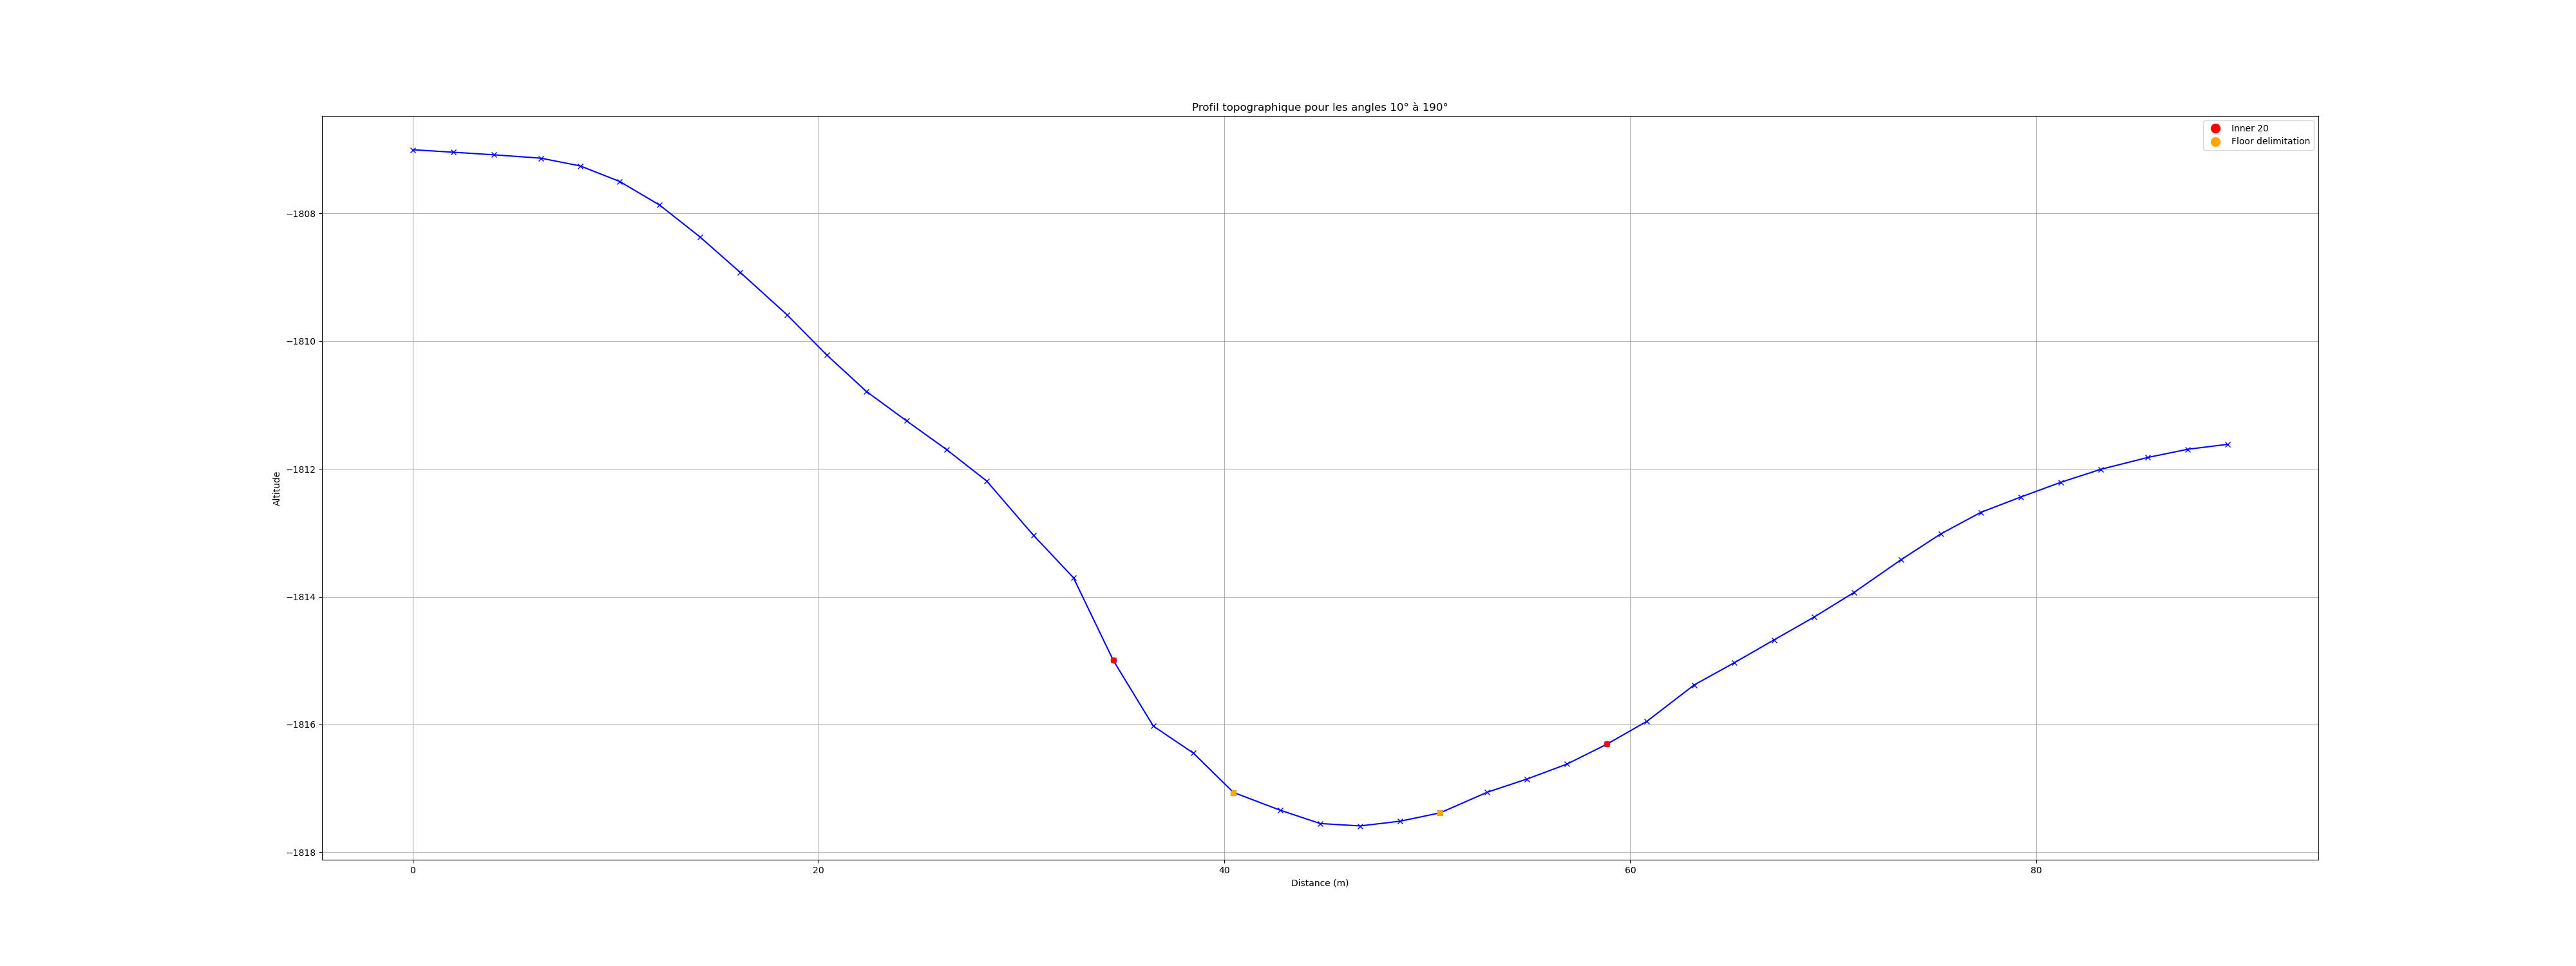 Profil topographique pour les angles 10° à 190°
Inner 20
Floor delimitation
−1808
−1810
−1812
−1814
−1816
−1818
Altitude
0 20 40 60 80
Distance (m)